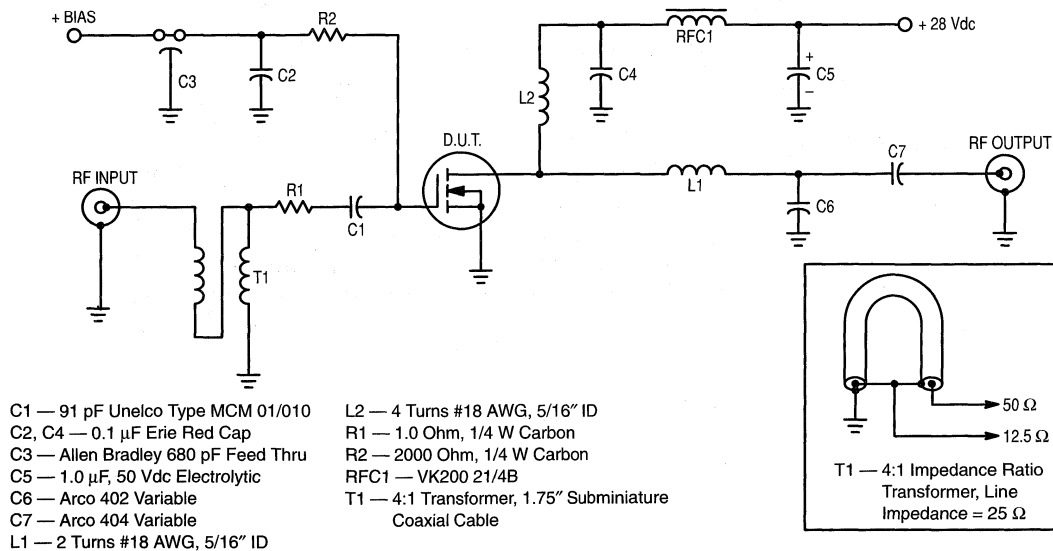 + BIAS
R2
C3
C2
RFC1
+ 28 Vdc
C4
+
C5
–
L2
D.U.T.
RF INPUT
R1
C1
T1
L1
C7
RF OUTPUT
C6
50 Ω
12.5 Ω
T1 — 4:1 Impedance Ratio
Transformer, Line
Impedance = 25 Ω
C1 — 91 pF Unelco Type MCM 01/010
C2, C4 — 0.1 µF Erie Red Cap
C3 — Allen Bradley 680 pF Feed Thru
C5 — 1.0 µF, 50 Vdc Electrolytic
C6 — Arco 402 Variable
C7 — Arco 404 Variable
L1 — 2 Turns #18 AWG, 5/16″ ID
L2 — 4 Turns #18 AWG, 5/16″ ID
R1 — 1.0 Ohm, 1/4 W Carbon
R2 — 2000 Ohm, 1/4 W Carbon
RFC1 — VK200 21/4B
T1 — 4:1 Transformer, 1.75″ Subminiature
Coaxial Cable